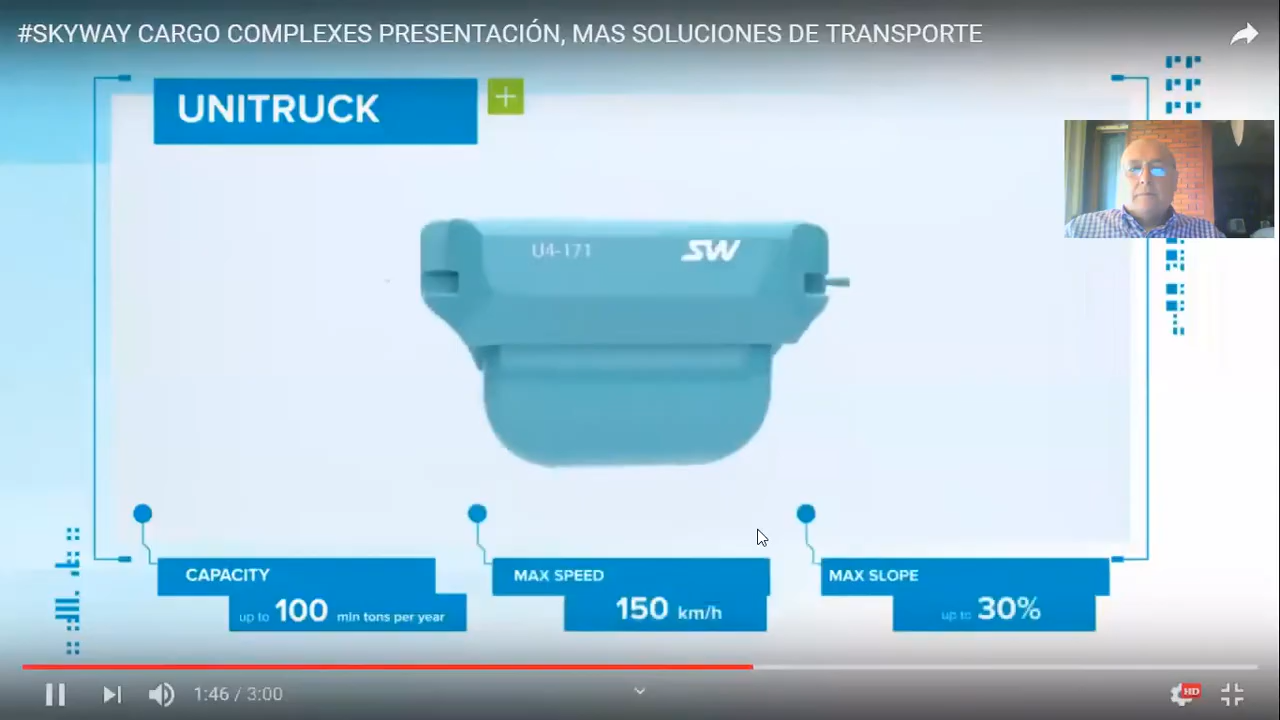 #SKYWAY CARGO COMPLEXES PRESENTACIÓN, MAS SOLUCIONES DE TRANSPORTE
UNITRUCK
U4-171
SW
CAPACITY
up to 100 mln tons per year
MAX SPEED
150 km/h
MAX SLOPE
up to 30%
1:46 / 3:00
HD